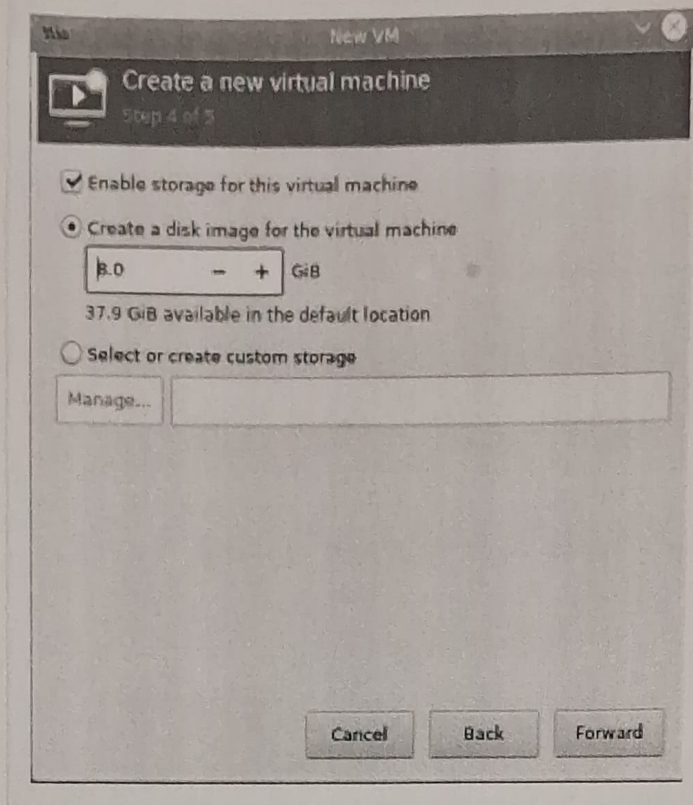 New VM
Create a new virtual machine
Step 4 of 5
Enable storage for this virtual machine
Create a disk image for the virtual machine
8.0 − + GiB
37.9 GiB available in the default location
Select or create custom storage
Manage...
Cancel Back Forward